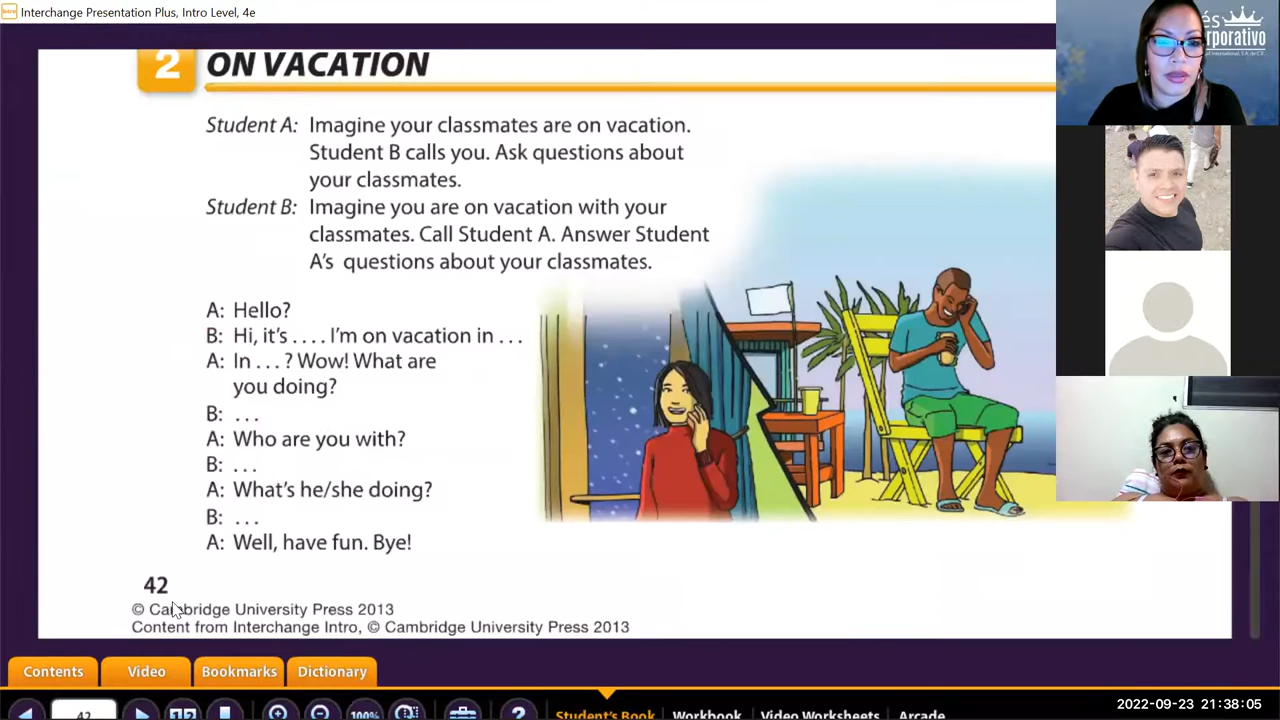 Interchange Presentation Plus, Intro Level, 4e
2 ON VACATION
Student A: Imagine your classmates are on vacation.
Student B calls you. Ask questions about
your classmates.
Student B: Imagine you are on vacation with your
classmates. Call Student A. Answer Student
A's questions about your classmates.
A: Hello?
B: Hi, it's . . . . I'm on vacation in . . .
A: In . . . ? Wow! What are
you doing?
B: . . .
A: Who are you with?
B: . . .
A: What's he/she doing?
B: . . .
A: Well, have fun. Bye!
42
© Cambridge University Press 2013
Content from Interchange Intro, © Cambridge University Press 2013
Contents Video Bookmarks Dictionary
42 100% ? Student's Book Workbook Video Worksheets Arcade
2022-09-23 21:38:05